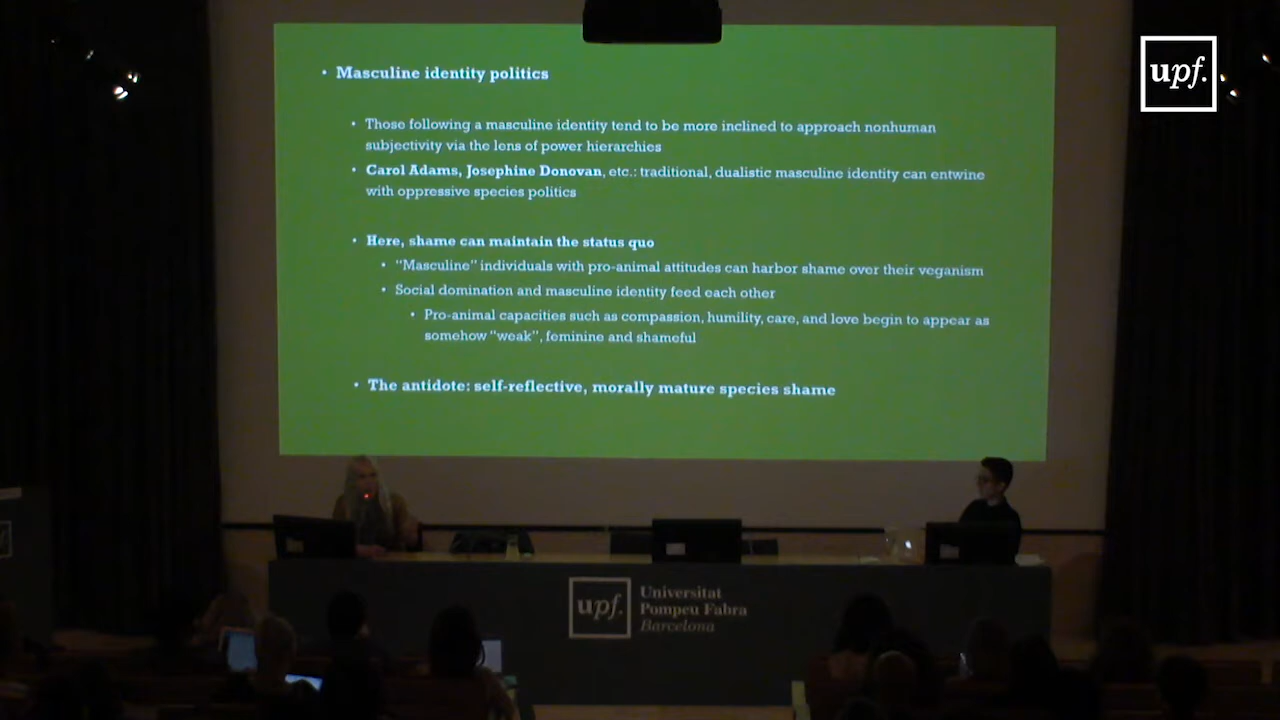 upf.
• Masculine identity politics
• Those following a masculine identity tend to be more inclined to approach nonhuman
subjectivity via the lens of power hierarchies
• Carol Adams, Josephine Donovan, etc.: traditional, dualistic masculine identity can entwine
with oppressive species politics
• Here, shame can maintain the status quo
• “Masculine” individuals with pro-animal attitudes can harbor shame over their veganism
• Social domination and masculine identity feed each other
• Pro-animal capacities such as compassion, humility, care, and love begin to appear as
somehow “weak”, feminine and shameful
• The antidote: self-reflective, morally mature species shame
upf.
Universitat
Pompeu Fabra
Barcelona